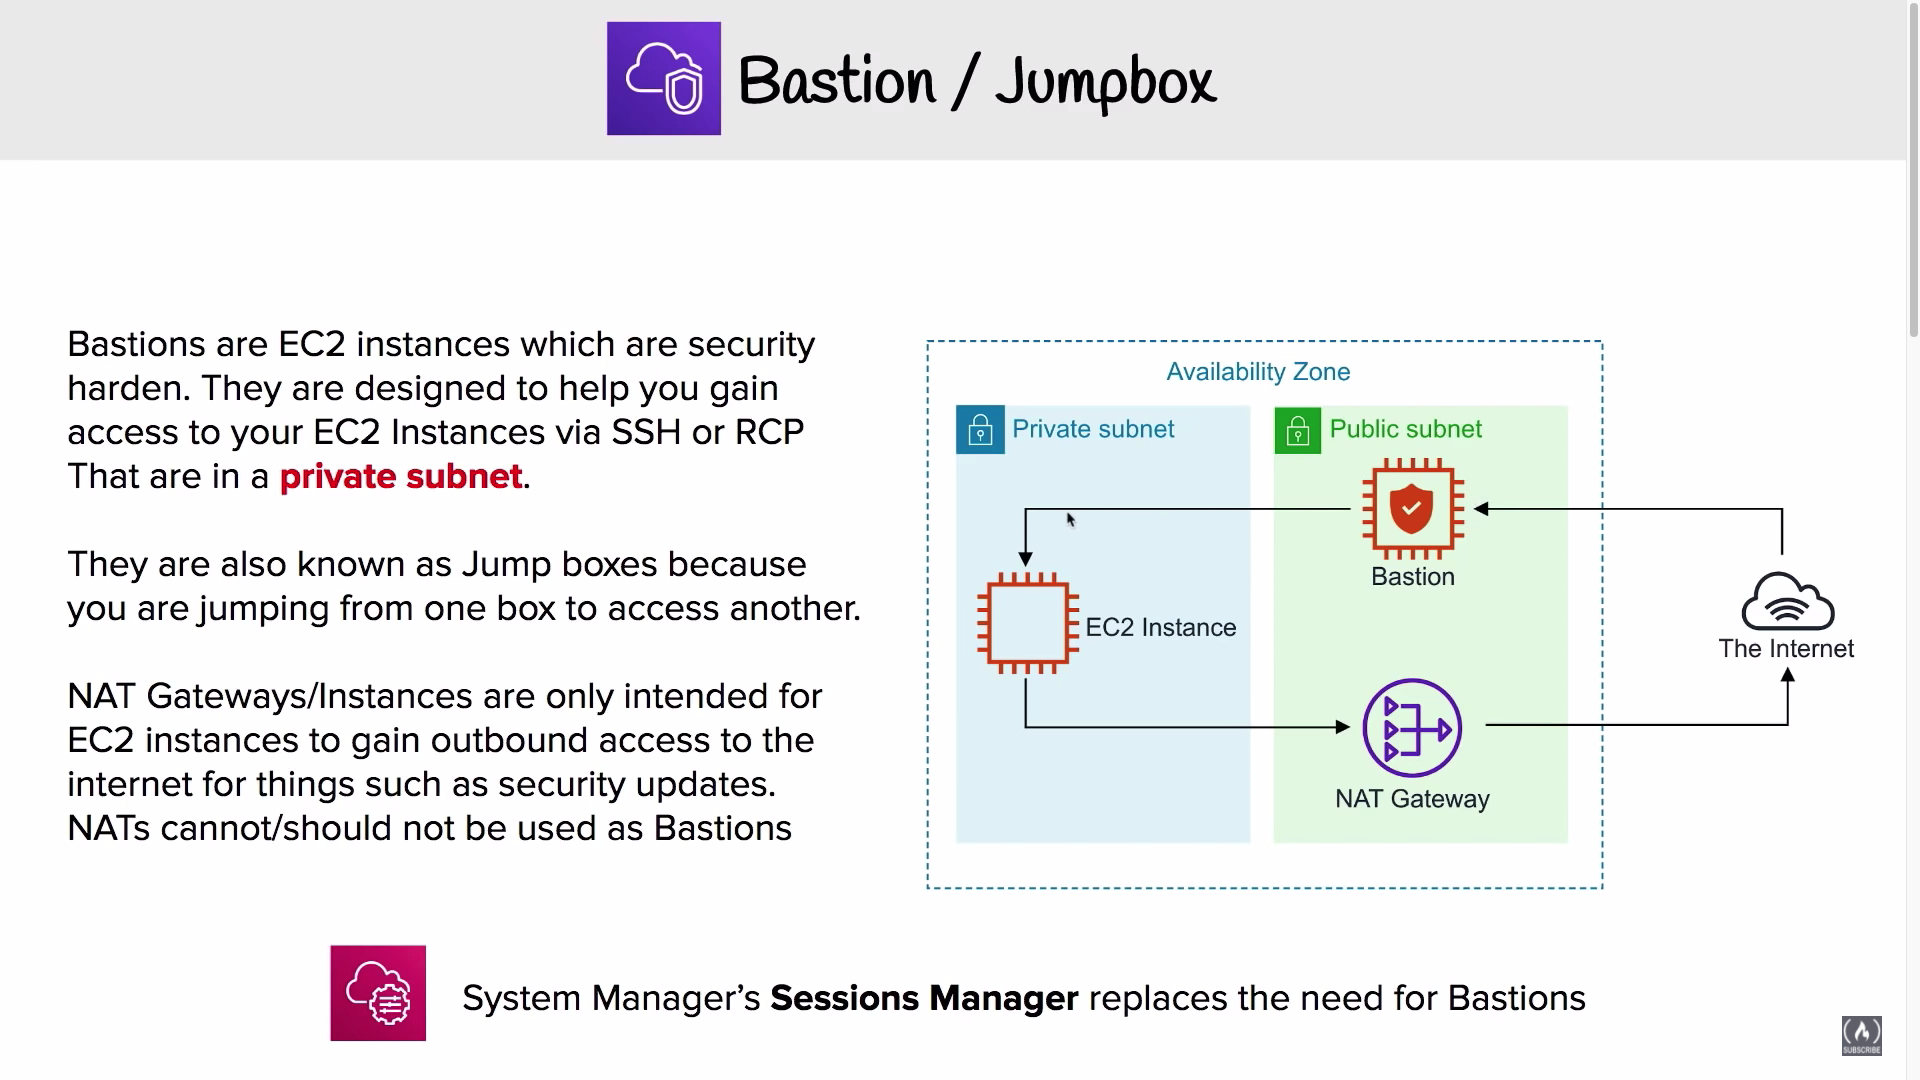 Bastion / Jumpbox
Bastions are EC2 instances which are security
harden. They are designed to help you gain
access to your EC2 Instances via SSH or RCP
That are in a private subnet.
They are also known as Jump boxes because
you are jumping from one box to access another.
NAT Gateways/Instances are only intended for
EC2 instances to gain outbound access to the
internet for things such as security updates.
NATs cannot/should not be used as Bastions
Availability Zone
Private subnet
Public subnet
Bastion
EC2 Instance
The Internet
NAT Gateway
System Manager’s Sessions Manager replaces the need for Bastions
SUBSCRIBE